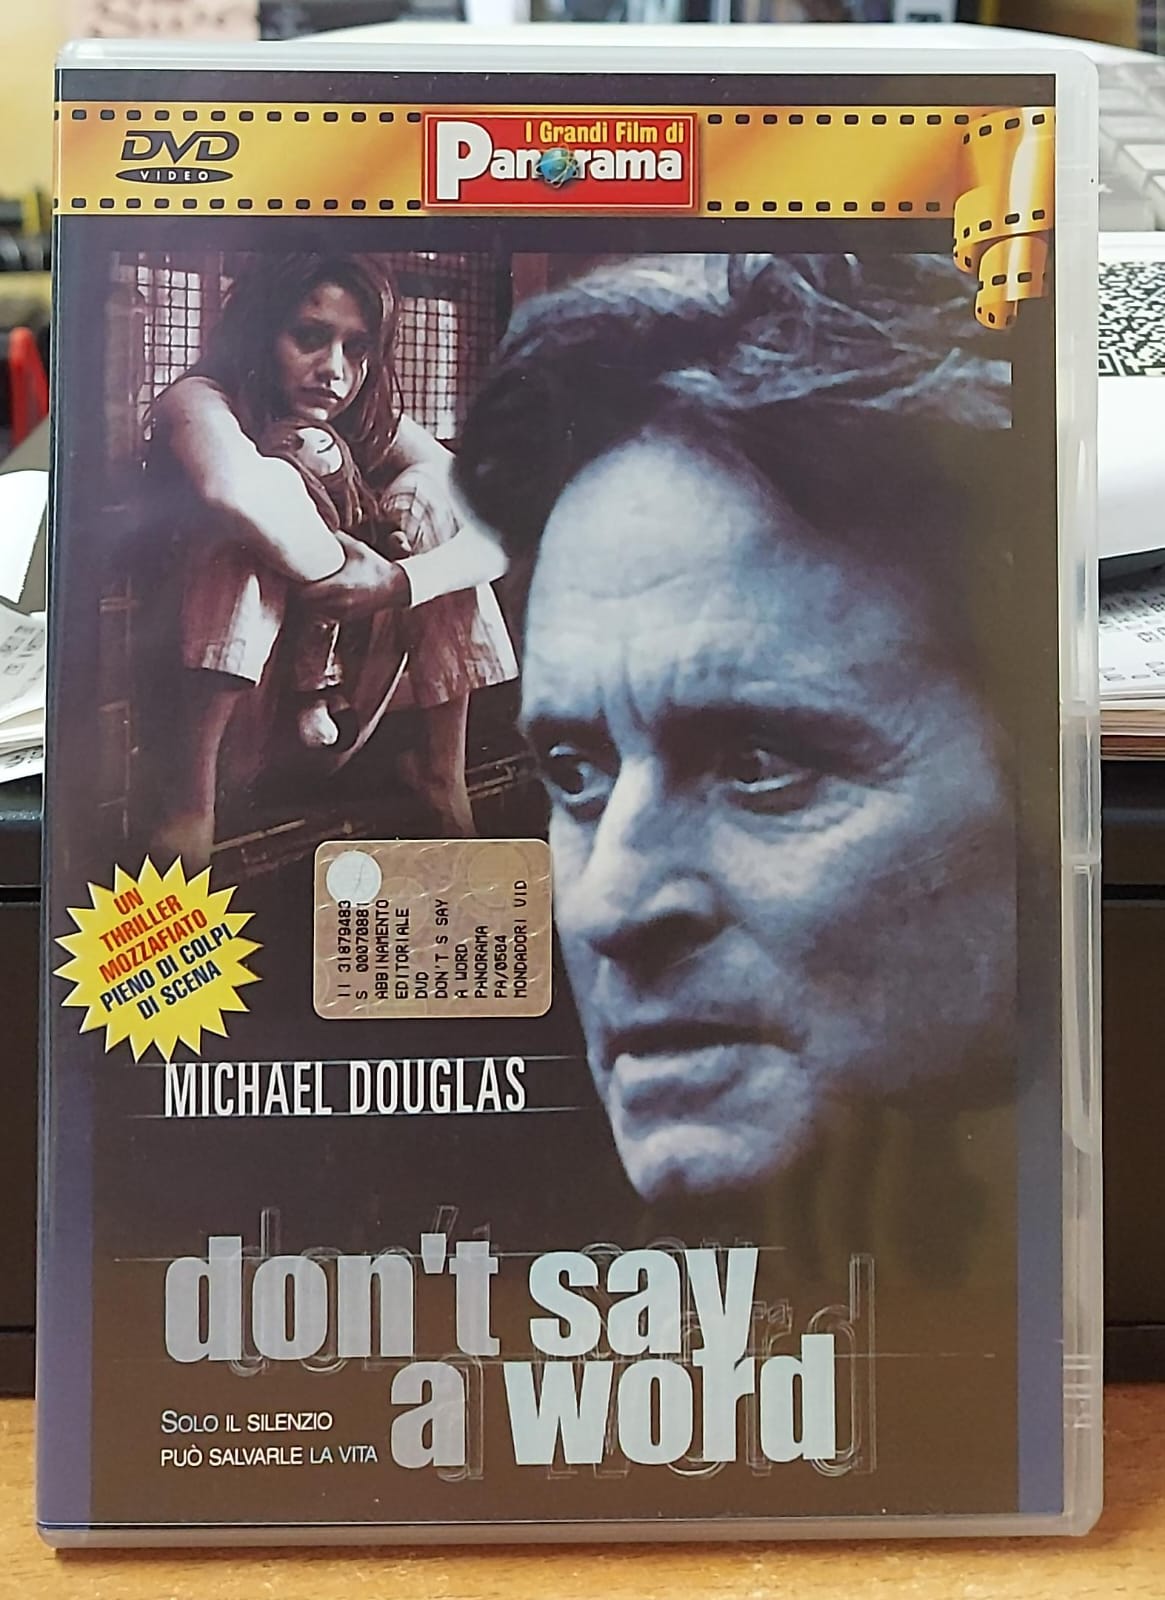 DVD
VIDEO
I Grandi Film di
Panorama
UN
THRILLER
MOZZAFIATO
PIENO DI COLPI
DI SCENA
II 31879483
S 00070881
ABBINAMENTO
EDITORIALE
DVD
DON'T S SAY
A WORD
PANORAMA
PA/0504
MONDADORI VID
MICHAEL DOUGLAS
don't say
a word
SOLO IL SILENZIO
PUÒ SALVARLE LA VITA